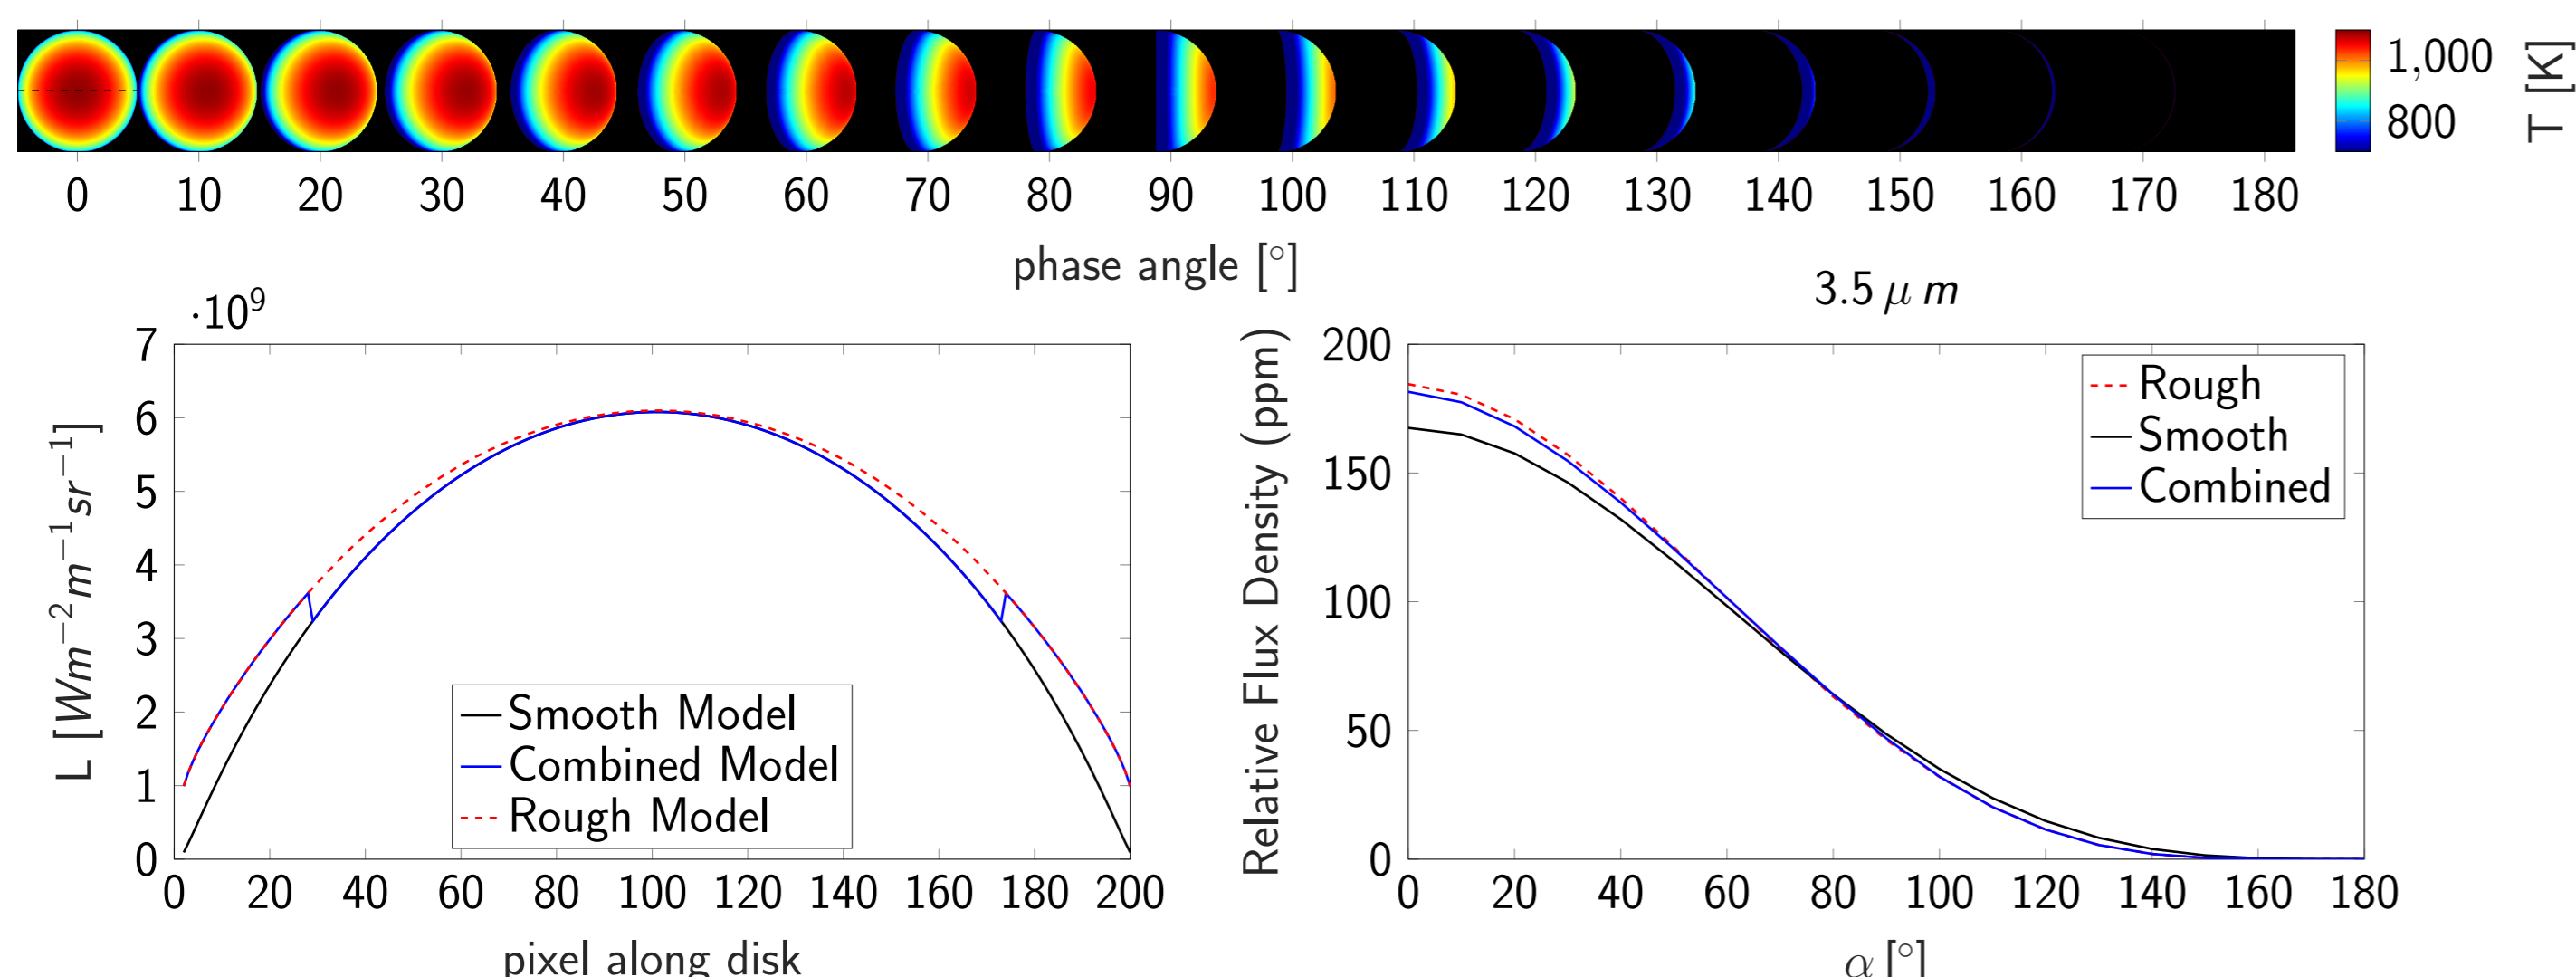 1,000
800
T [K]
0 10 20 30 40 50 60 70 80 90 100 110 120 130 140 150 160 170 180
phase angle [°]
·10⁹
7
6
5
4
3
2
1
0
L [Wm⁻²m⁻¹sr⁻¹]
Smooth Model
Combined Model
Rough Model
0 20 40 60 80 100 120 140 160 180 200
pixel along disk
3.5 μ m
200
150
100
50
0
Relative Flux Density (ppm)
Rough
Smooth
Combined
0 20 40 60 80 100 120 140 160 180
α [°]